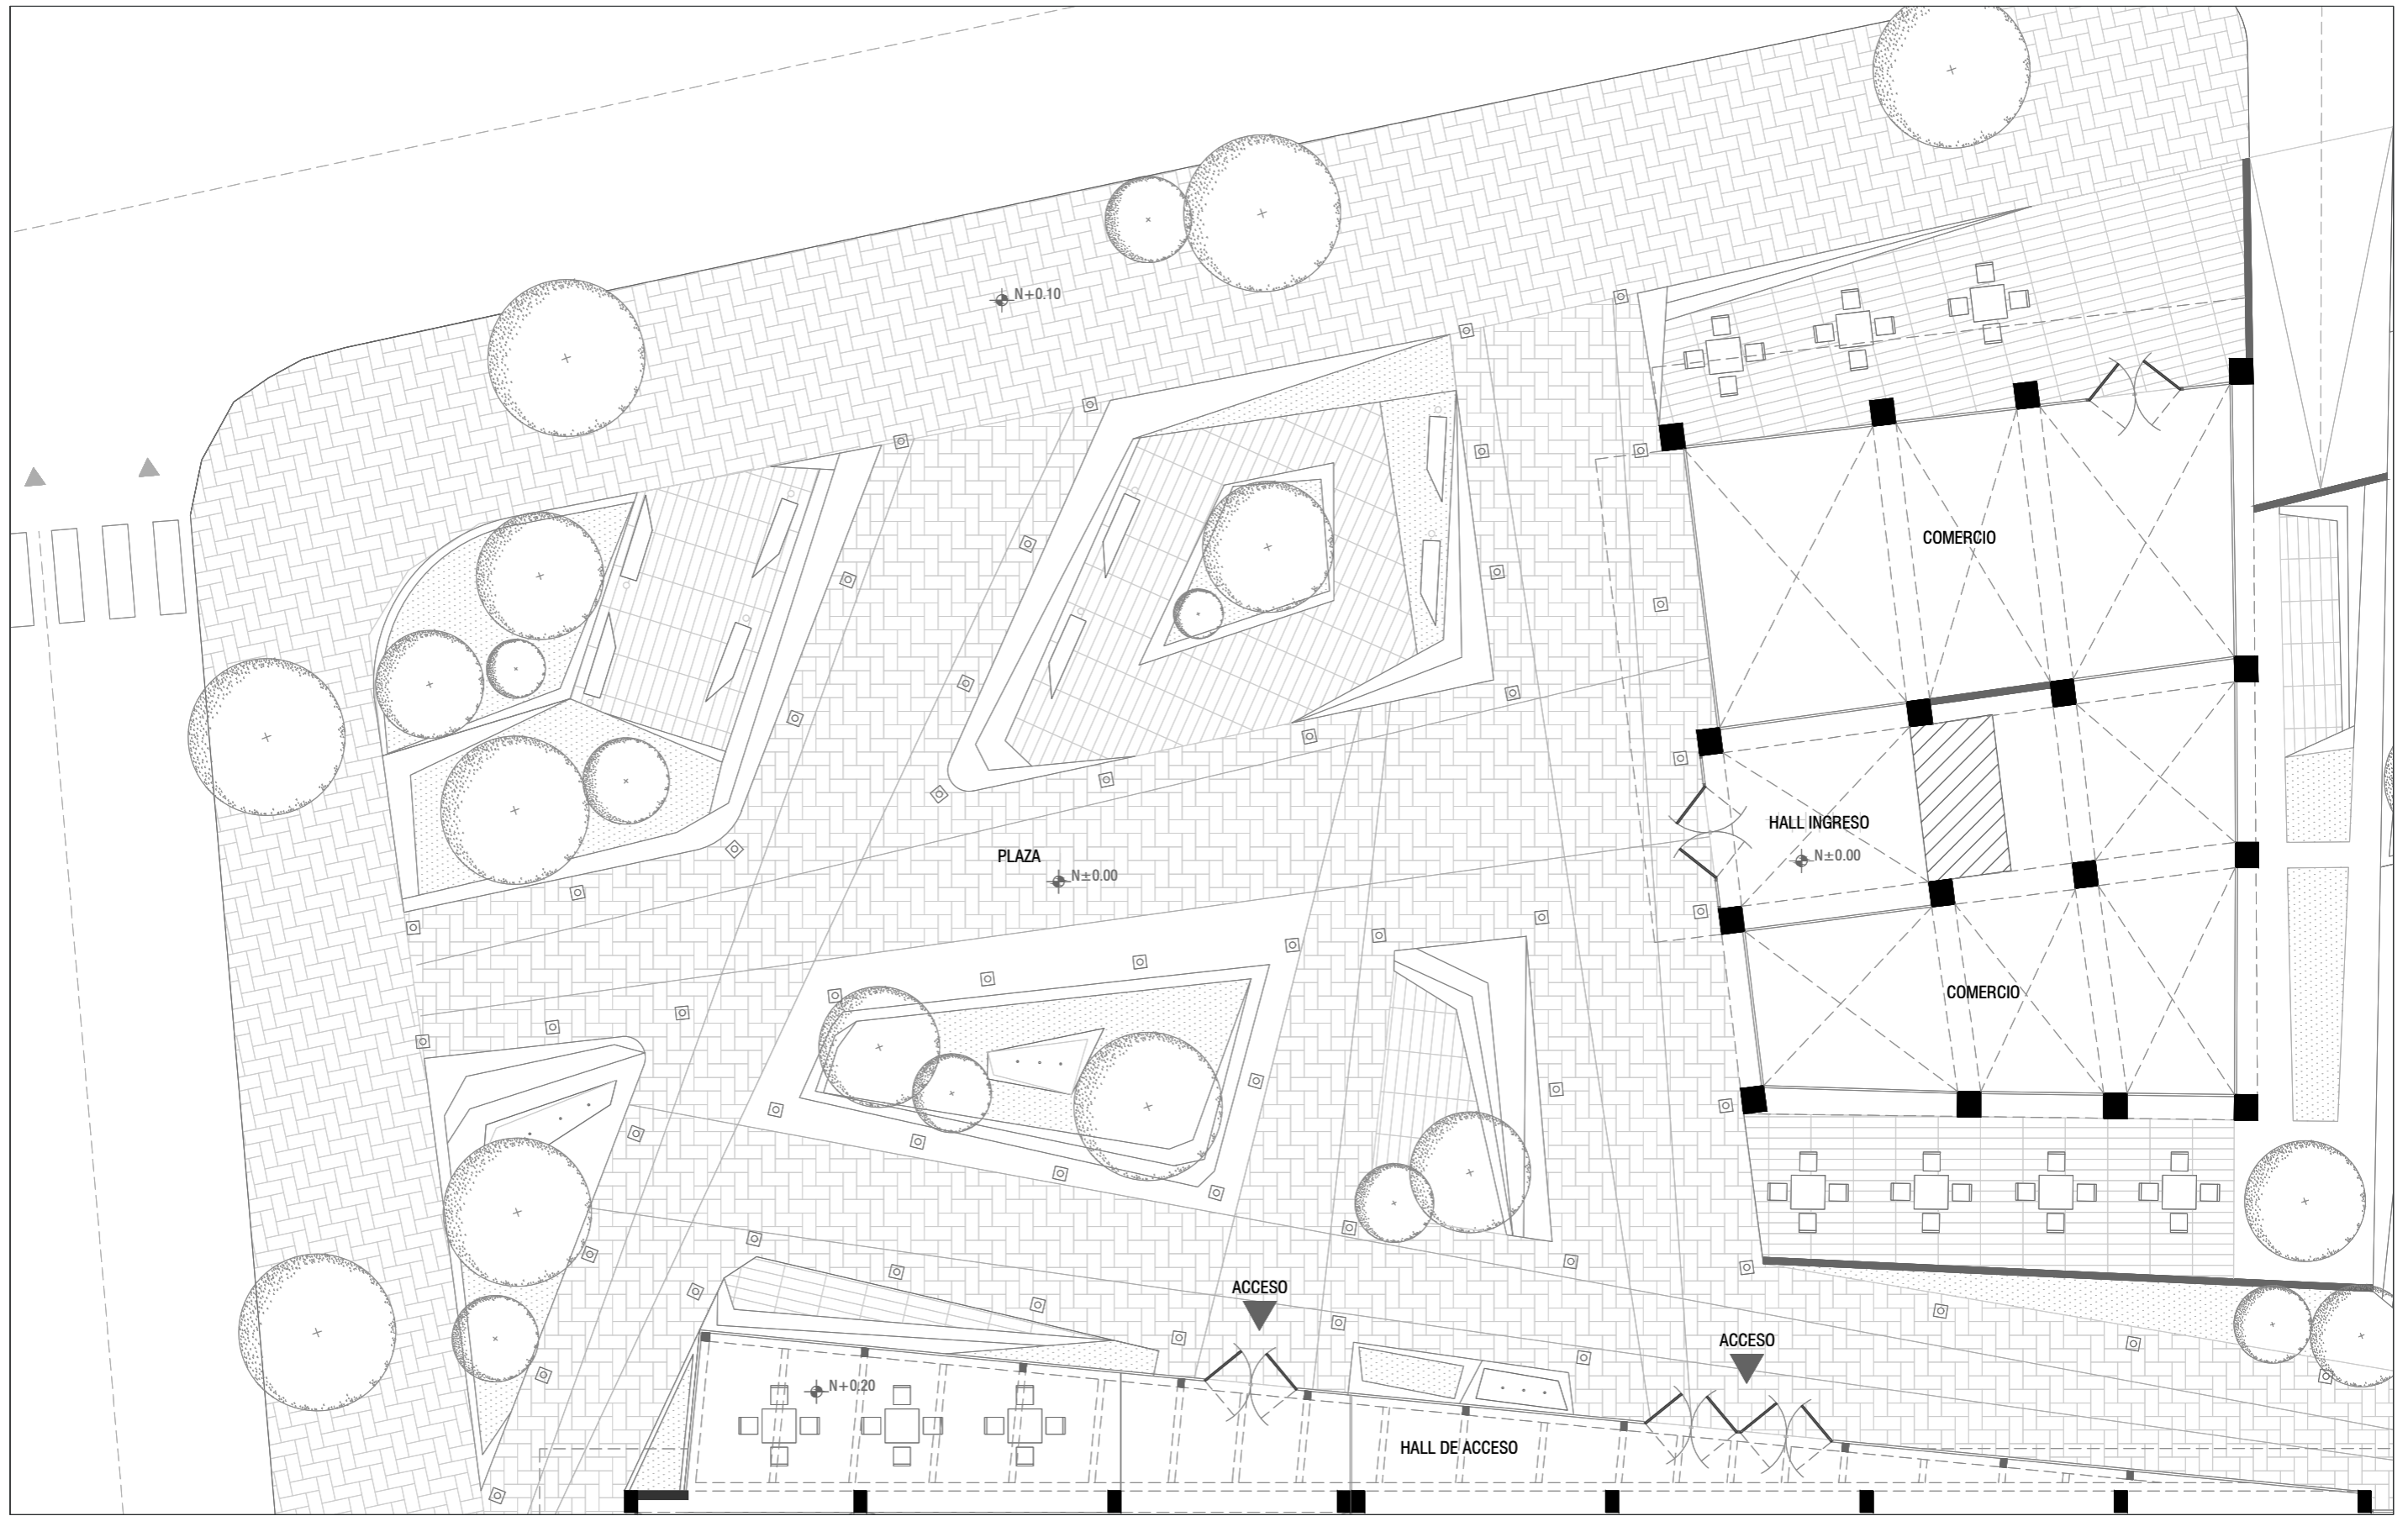 N+0.10
COMERCIO
HALL INGRESO
N±0.00
PLAZA
N±0.00
COMERCIO
ACCESO
ACCESO
N+0.20
HALL DE ACCESO